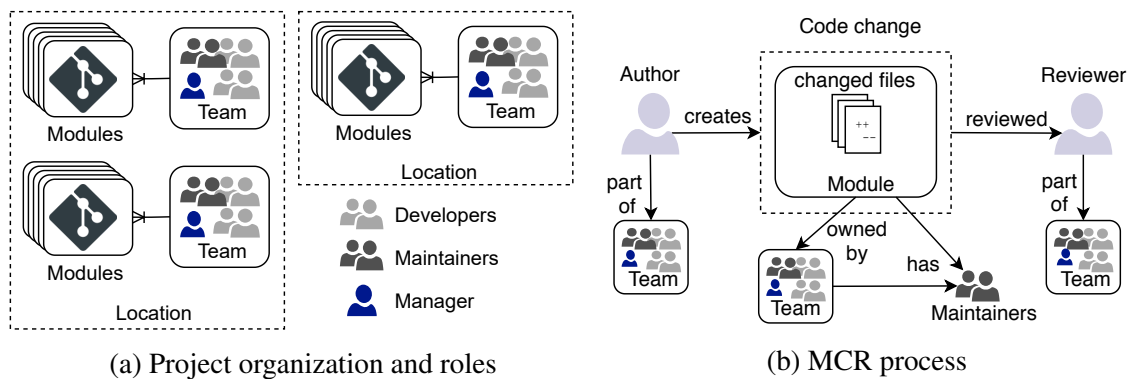 Modules
Team
Modules
Team
Location
Modules
Team
Location
Developers
Maintainers
Manager
(a) Project organization and roles
Code change
Author
changed files
Reviewer
++
--
creates
reviewed
Module
part
of
owned
by
part
of
has
Team
Team
Team
Maintainers
(b) MCR process